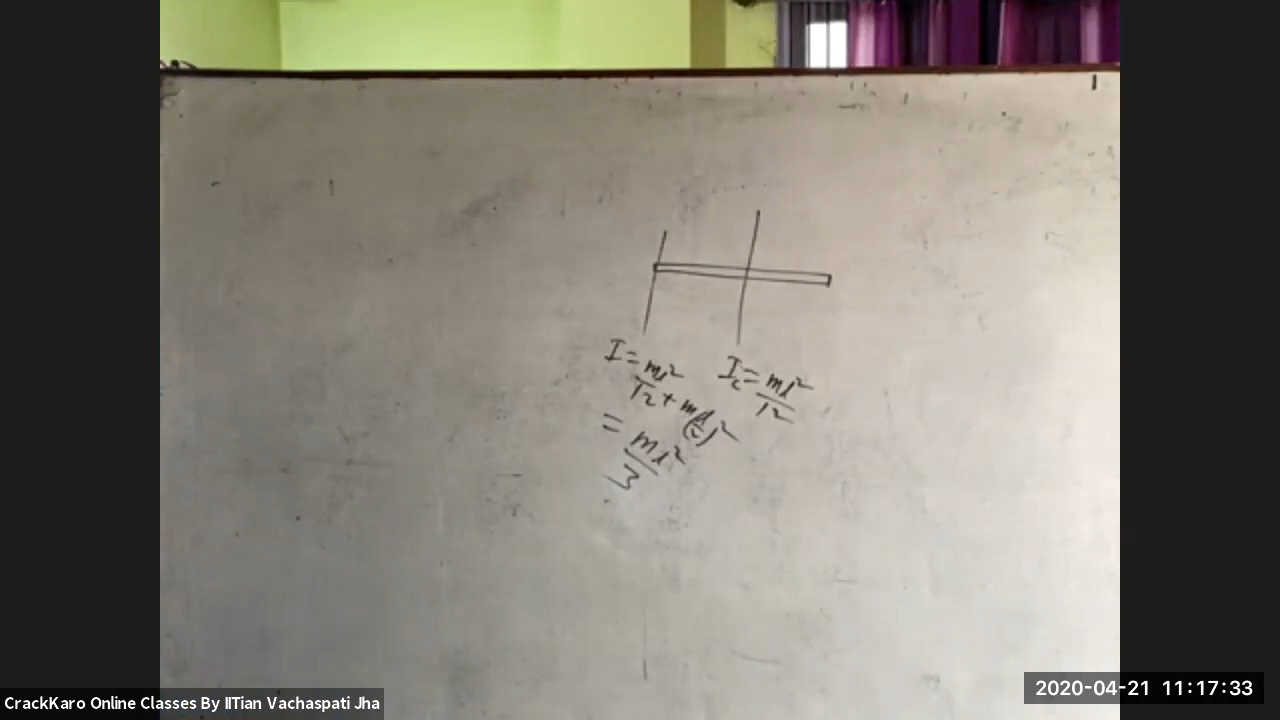 I = ml²/12 + m(l/2)²
= ml²/3
I_c = ml²/12
CrackKaro Online Classes By IITian Vachaspati Jha
2020-04-21 11:17:33